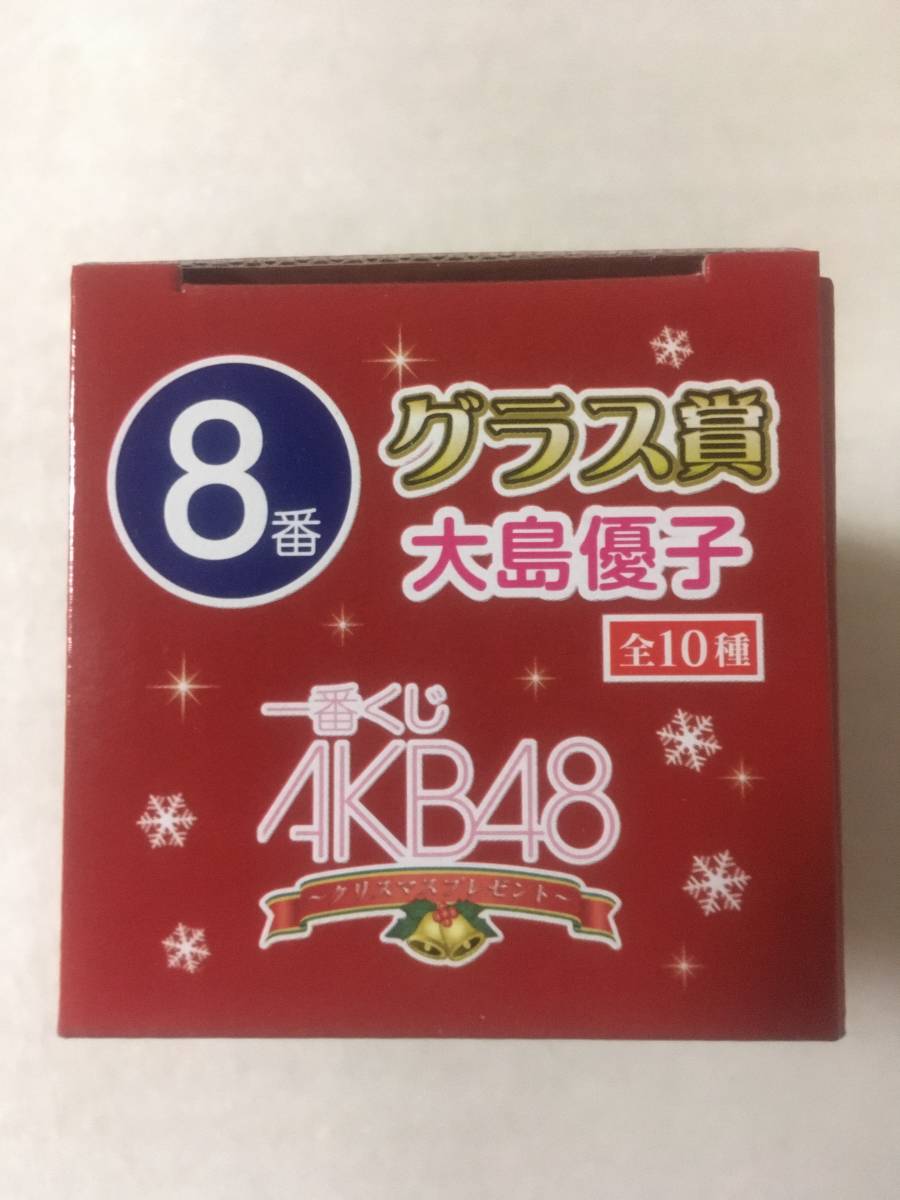 8番
グラス賞
大島優子
全10種
一番くじ
AKB48
～クリスマスプレゼント～